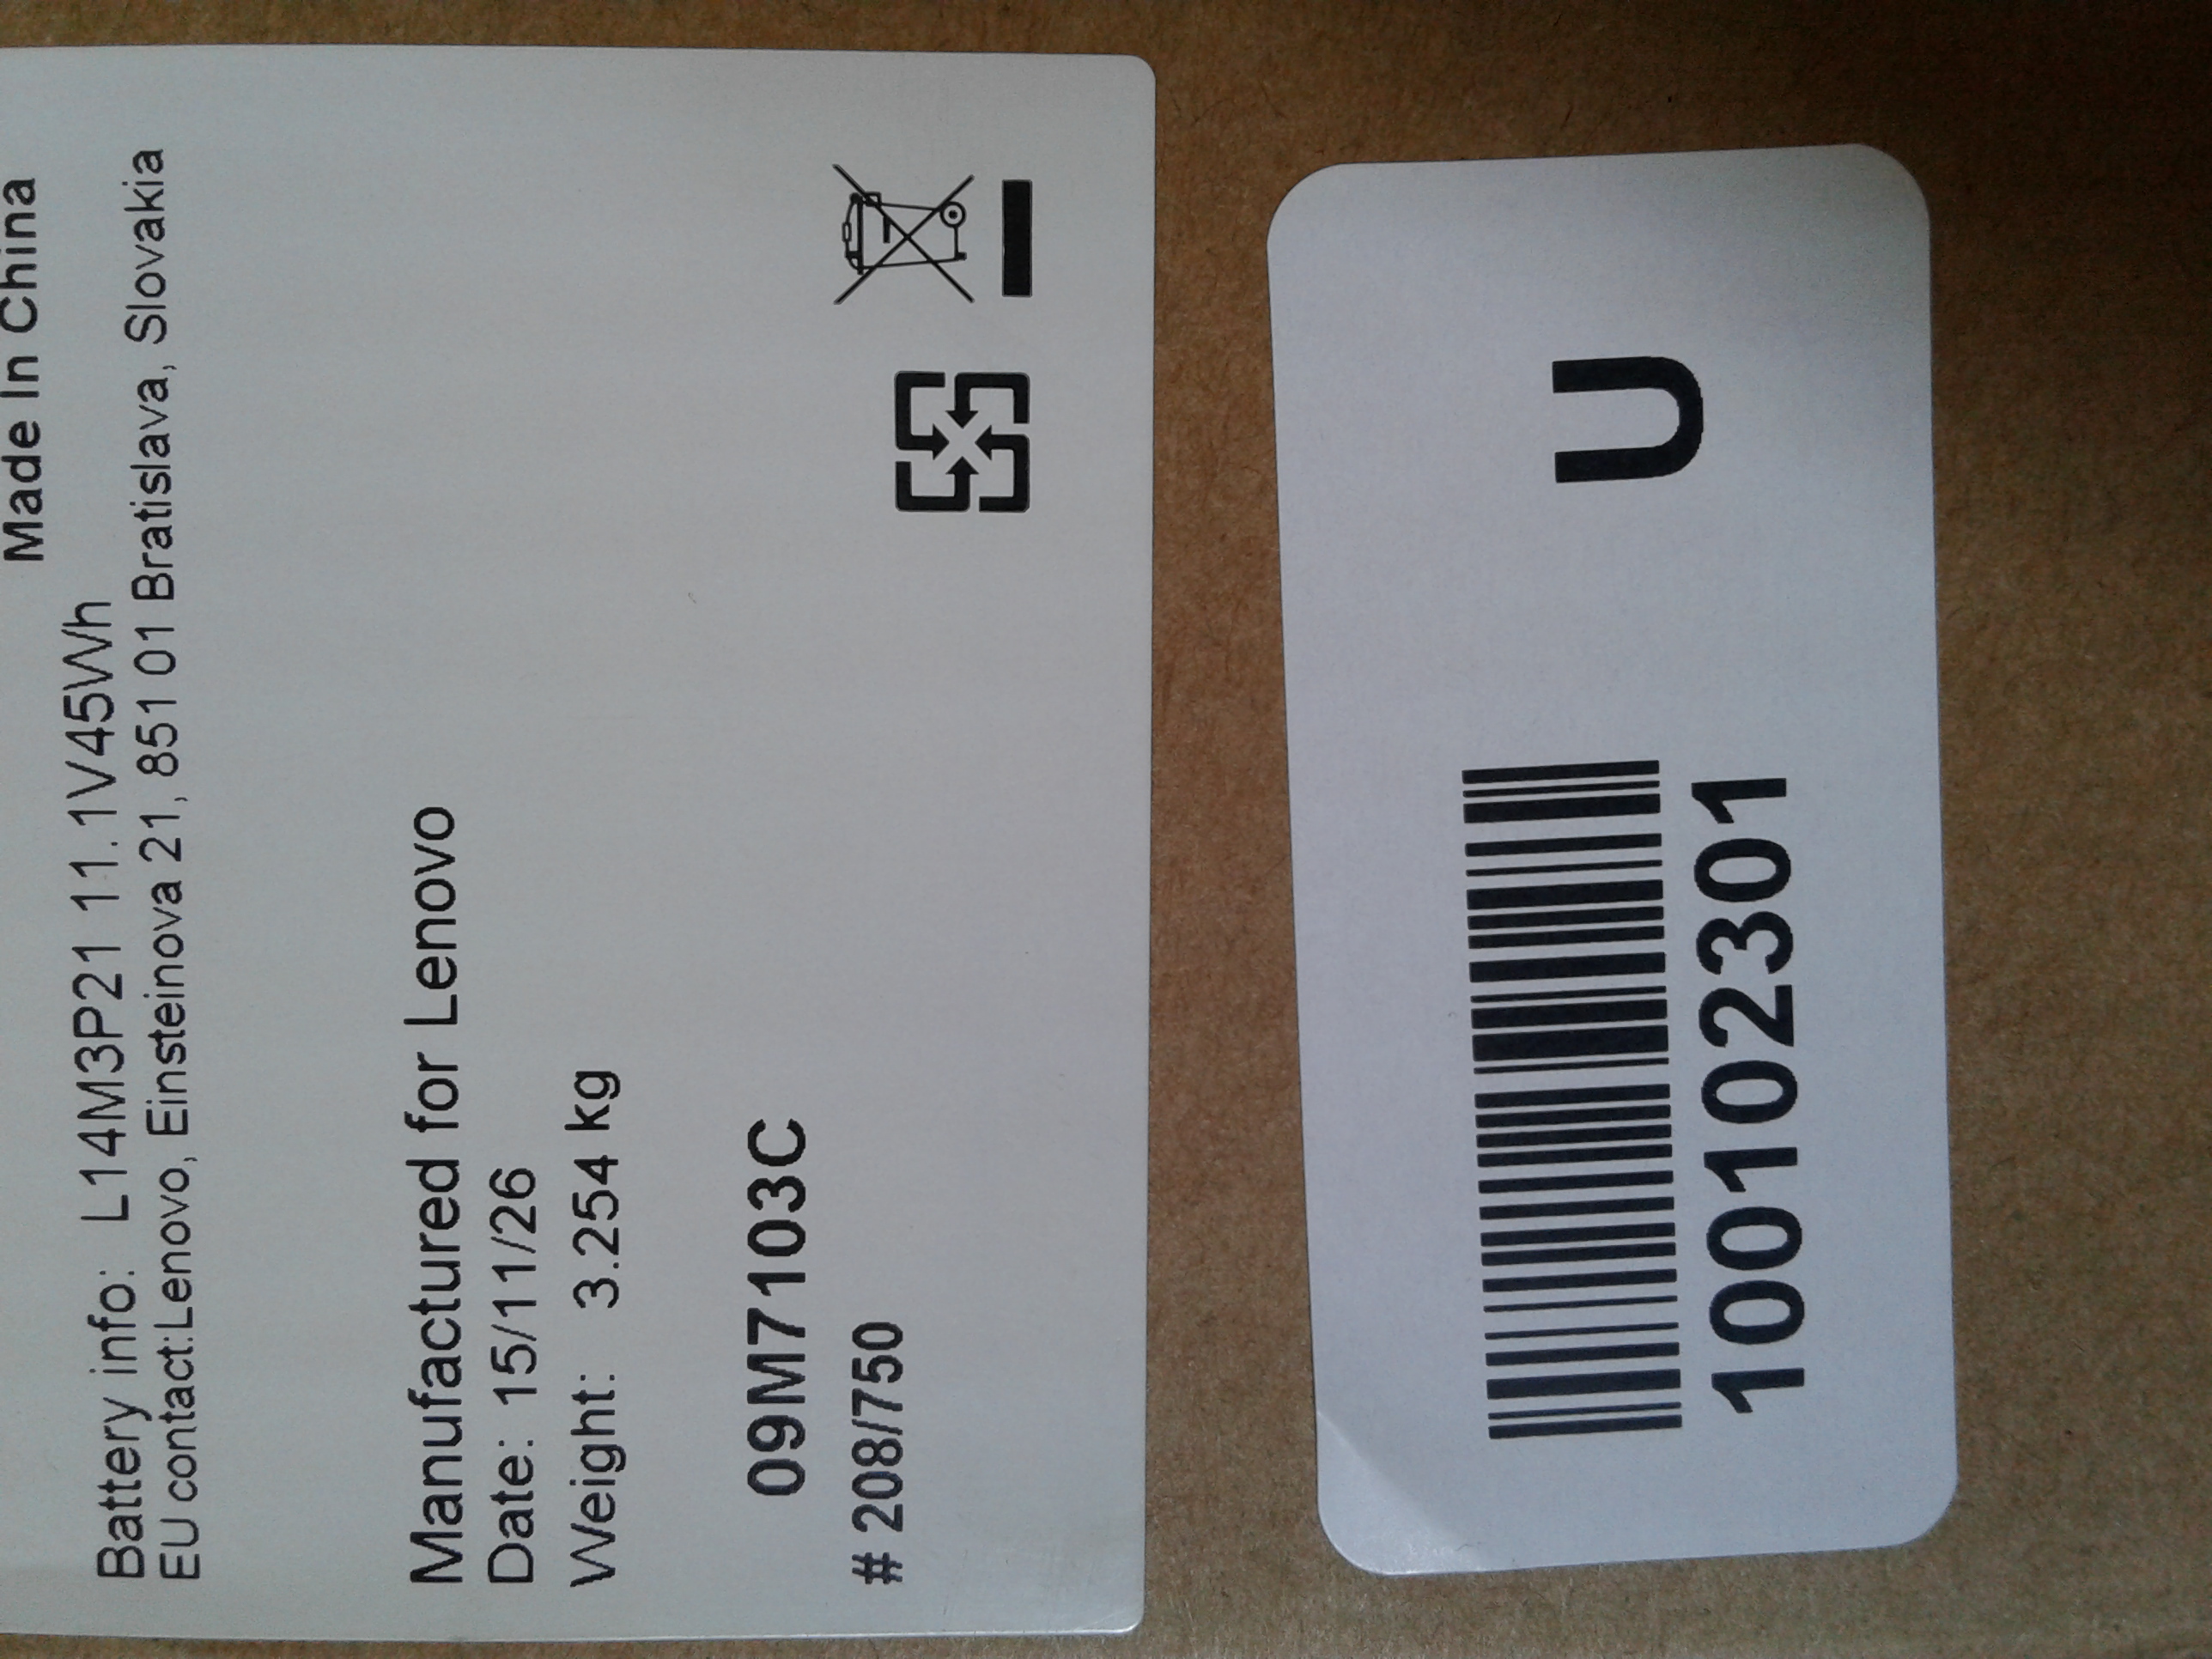 Made In China
Battery info: L14M3P21 11.1V45Wh
EU contact:Lenovo, Einsteinova 21, 851 01 Bratislava, Slovakia
Manufactured for Lenovo
Date: 15/11/26
Weight: 3.254 kg
09M7103C
# 208/750
U
100102301